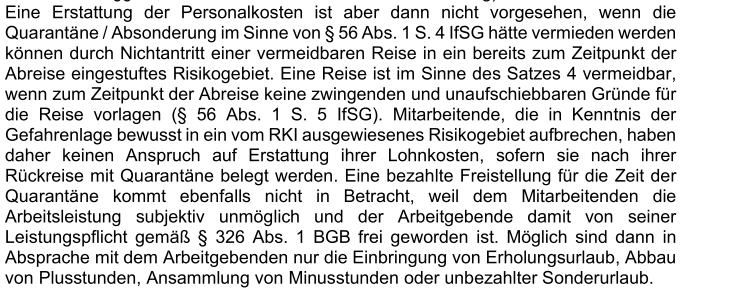 Eine Erstattung der Personalkosten ist aber dann nicht vorgesehen, wenn die
Quarantäne / Absonderung im Sinne von § 56 Abs. 1 S. 4 IfSG hätte vermieden werden
können durch Nichtantritt einer vermeidbaren Reise in ein bereits zum Zeitpunkt der
Abreise eingestuftes Risikogebiet. Eine Reise ist im Sinne des Satzes 4 vermeidbar,
wenn zum Zeitpunkt der Abreise keine zwingenden und unaufschiebbaren Gründe für
die Reise vorlagen (§ 56 Abs. 1 S. 5 IfSG). Mitarbeitende, die in Kenntnis der
Gefahrenlage bewusst in ein vom RKI ausgewiesenes Risikogebiet aufbrechen, haben
daher keinen Anspruch auf Erstattung ihrer Lohnkosten, sofern sie nach ihrer
Rückreise mit Quarantäne belegt werden. Eine bezahlte Freistellung für die Zeit der
Quarantäne kommt ebenfalls nicht in Betracht, weil dem Mitarbeitenden die
Arbeitsleistung subjektiv unmöglich und der Arbeitgebende damit von seiner
Leistungspflicht gemäß § 326 Abs. 1 BGB frei geworden ist. Möglich sind dann in
Absprache mit dem Arbeitgebenden nur die Einbringung von Erholungsurlaub, Abbau
von Plusstunden, Ansammlung von Minusstunden oder unbezahlter Sonderurlaub.